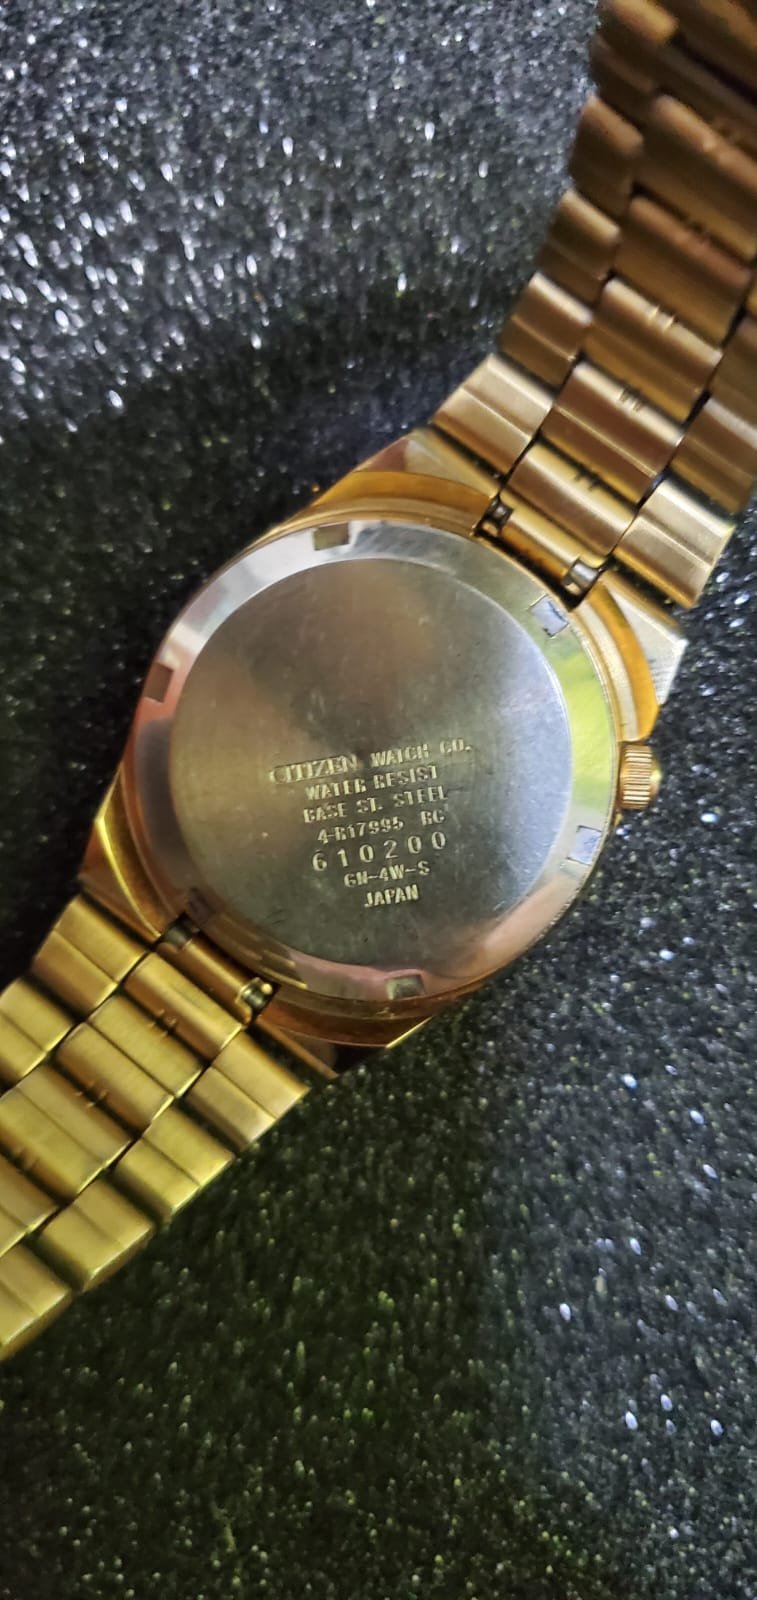 CITIZEN WATCH CO.
WATER RESIST
BASE ST. STEEL
4-R17995 RC
610200
GN-4W-S
JAPAN